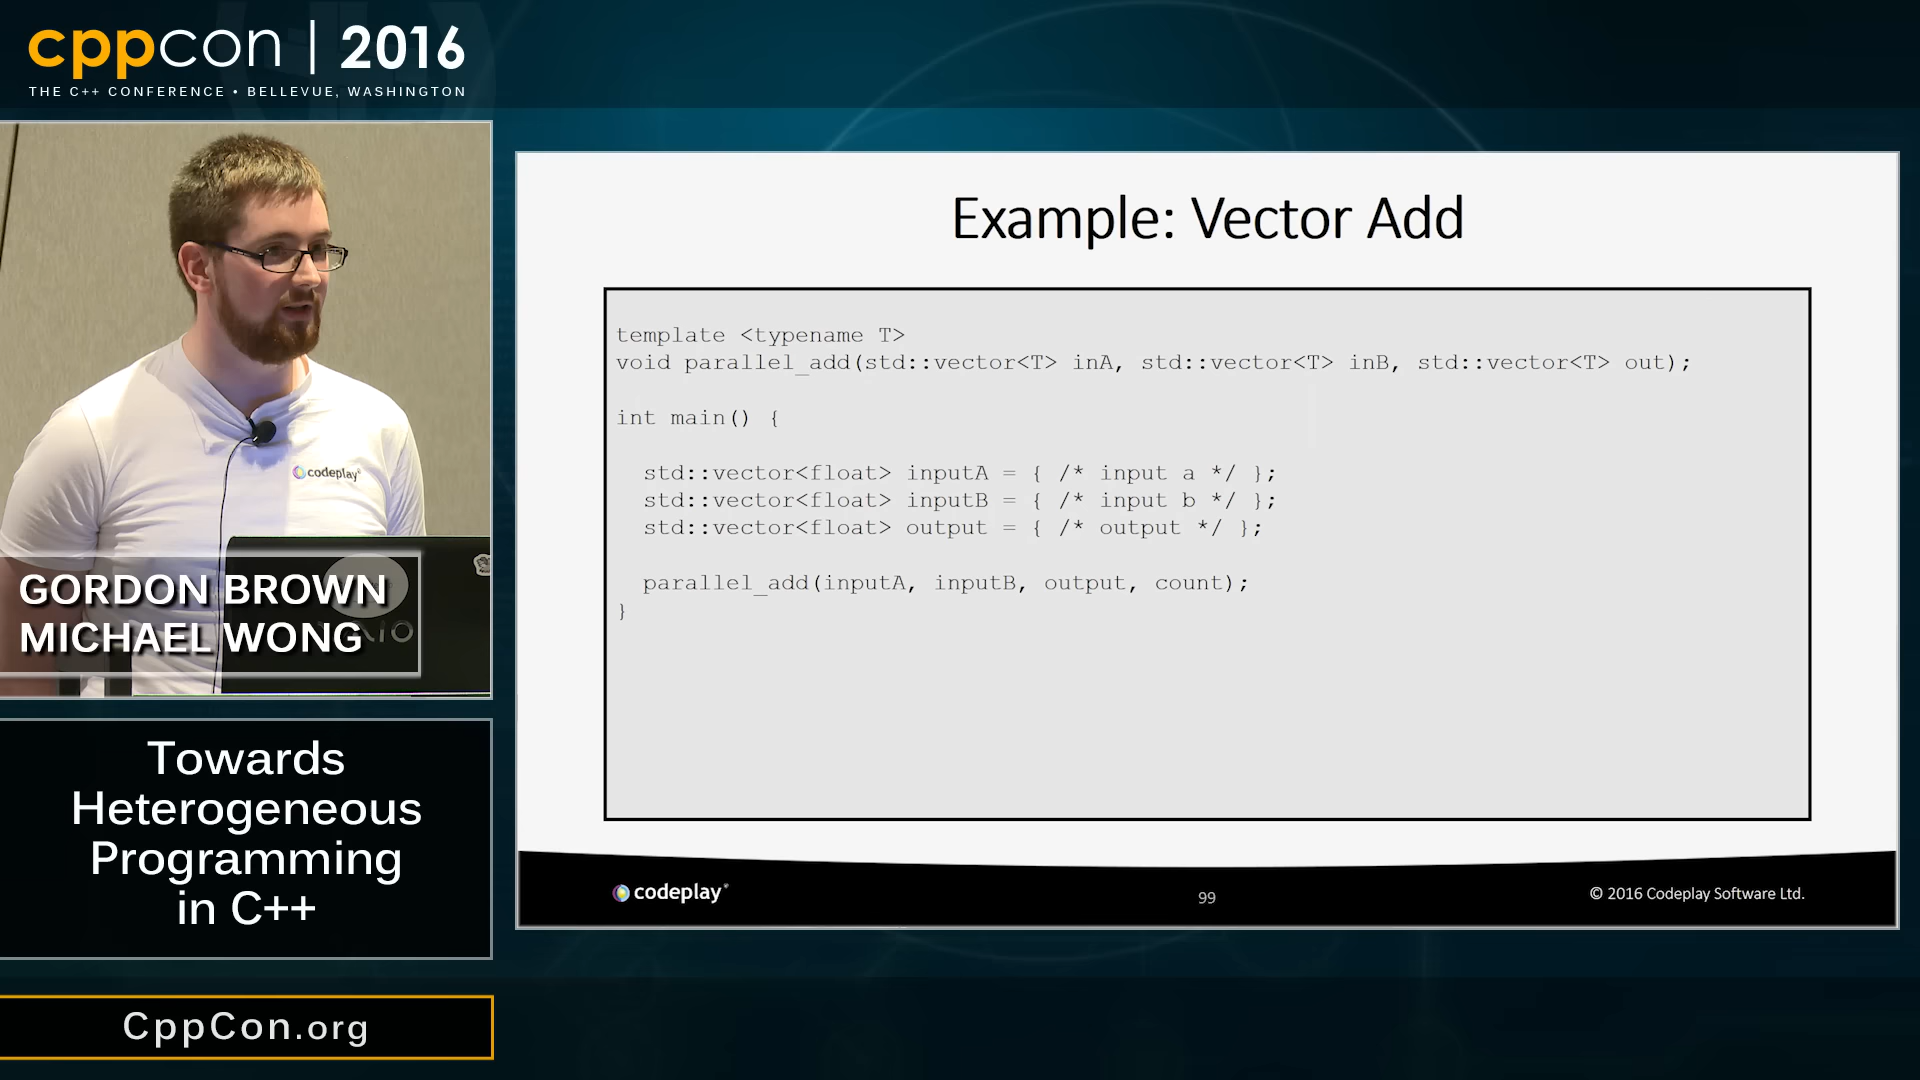 cppcon | 2016
THE C++ CONFERENCE • BELLEVUE, WASHINGTON
codeplay
GORDON BROWN
MICHAEL WONG
Towards
Heterogeneous
Programming
in C++
CppCon.org
Example: Vector Add
template <typename T>
void parallel_add(std::vector<T> inA, std::vector<T> inB, std::vector<T> out);
int main() {
std::vector<float> inputA = { /* input a */ };
std::vector<float> inputB = { /* input b */ };
std::vector<float> output = { /* output */ };
parallel_add(inputA, inputB, output, count);
}
codeplay
99
© 2016 Codeplay Software Ltd.